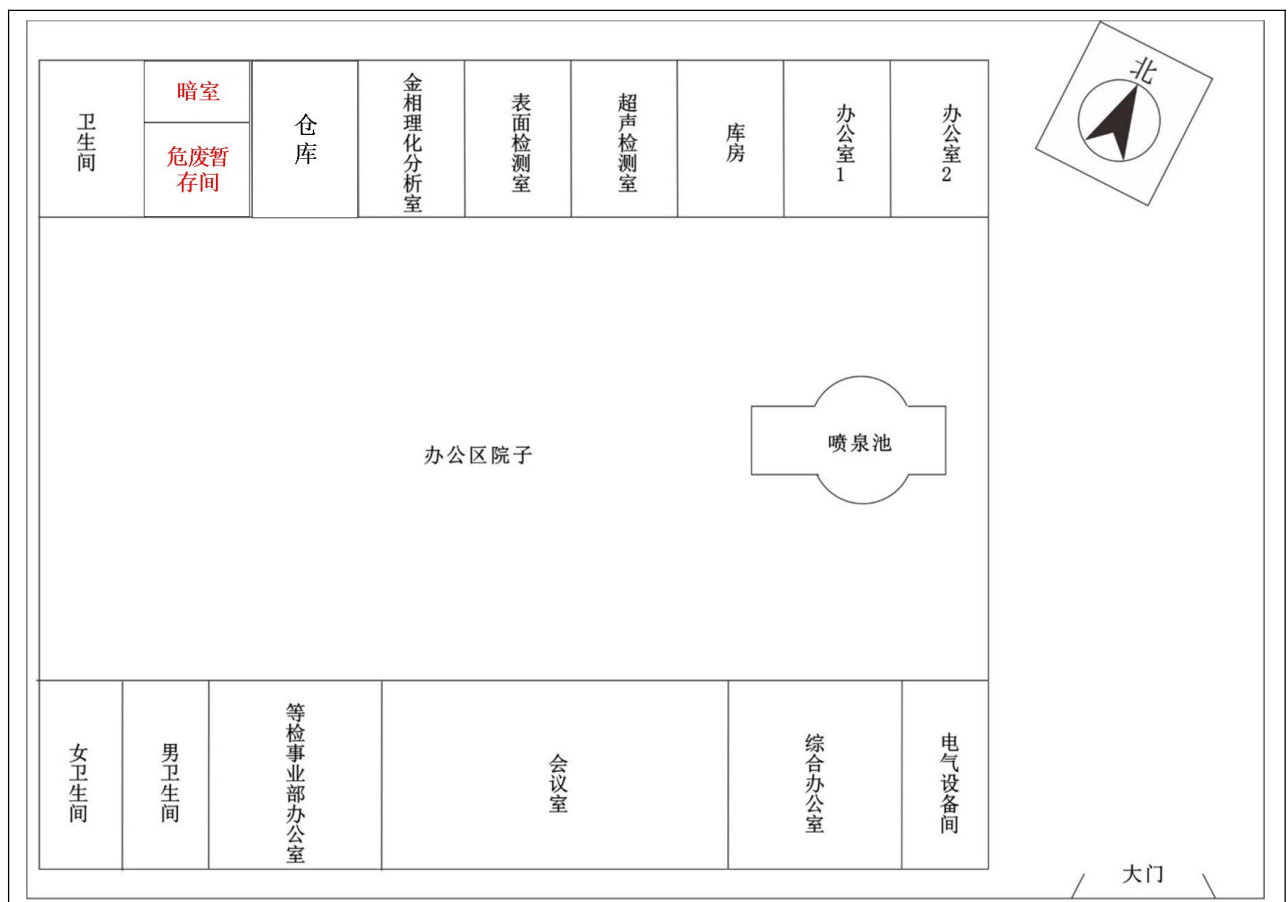 北
卫生间
暗室
危废暂
存间
仓库
金相理化分析室
表面检测室
超声检测室
库房
办公室1
办公室2
办公区院子
喷泉池
女卫生间
男卫生间
等检事业部办公室
会议室
综合办公室
电气设备间
大门